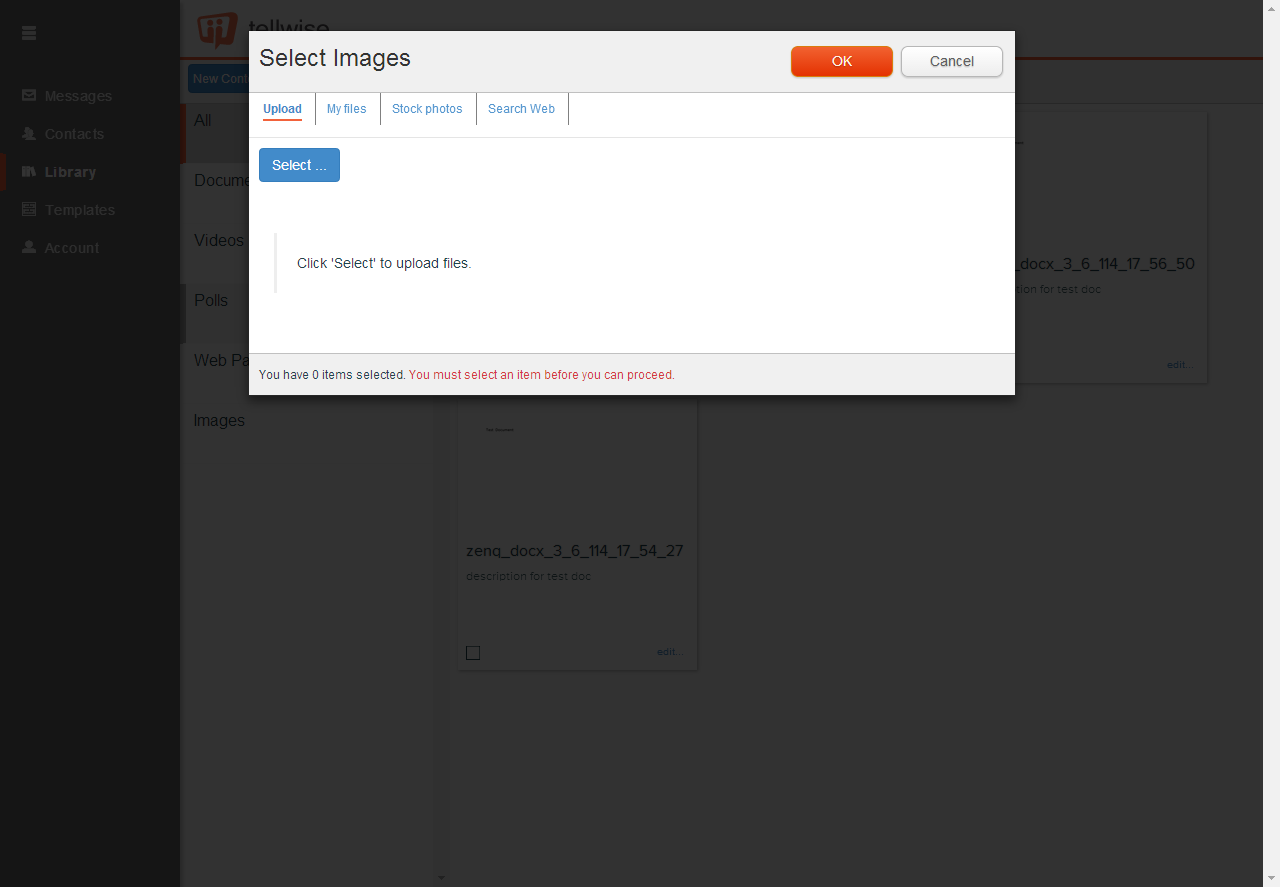 tellwise
Select Images
OK
Cancel
New Cont
Upload
My files
Stock photos
Search Web
Messages
Contacts
Library
Templates
Account
All
Docume
Videos
Polls
Web Pa
Images
Select ...
Click 'Select' to upload files.
_docx_3_6_114_17_56_50
tion for test doc
edit...
You have 0 items selected. You must select an item before you can proceed.
Test document
zenq_docx_3_6_114_17_54_27
description for test doc
edit...